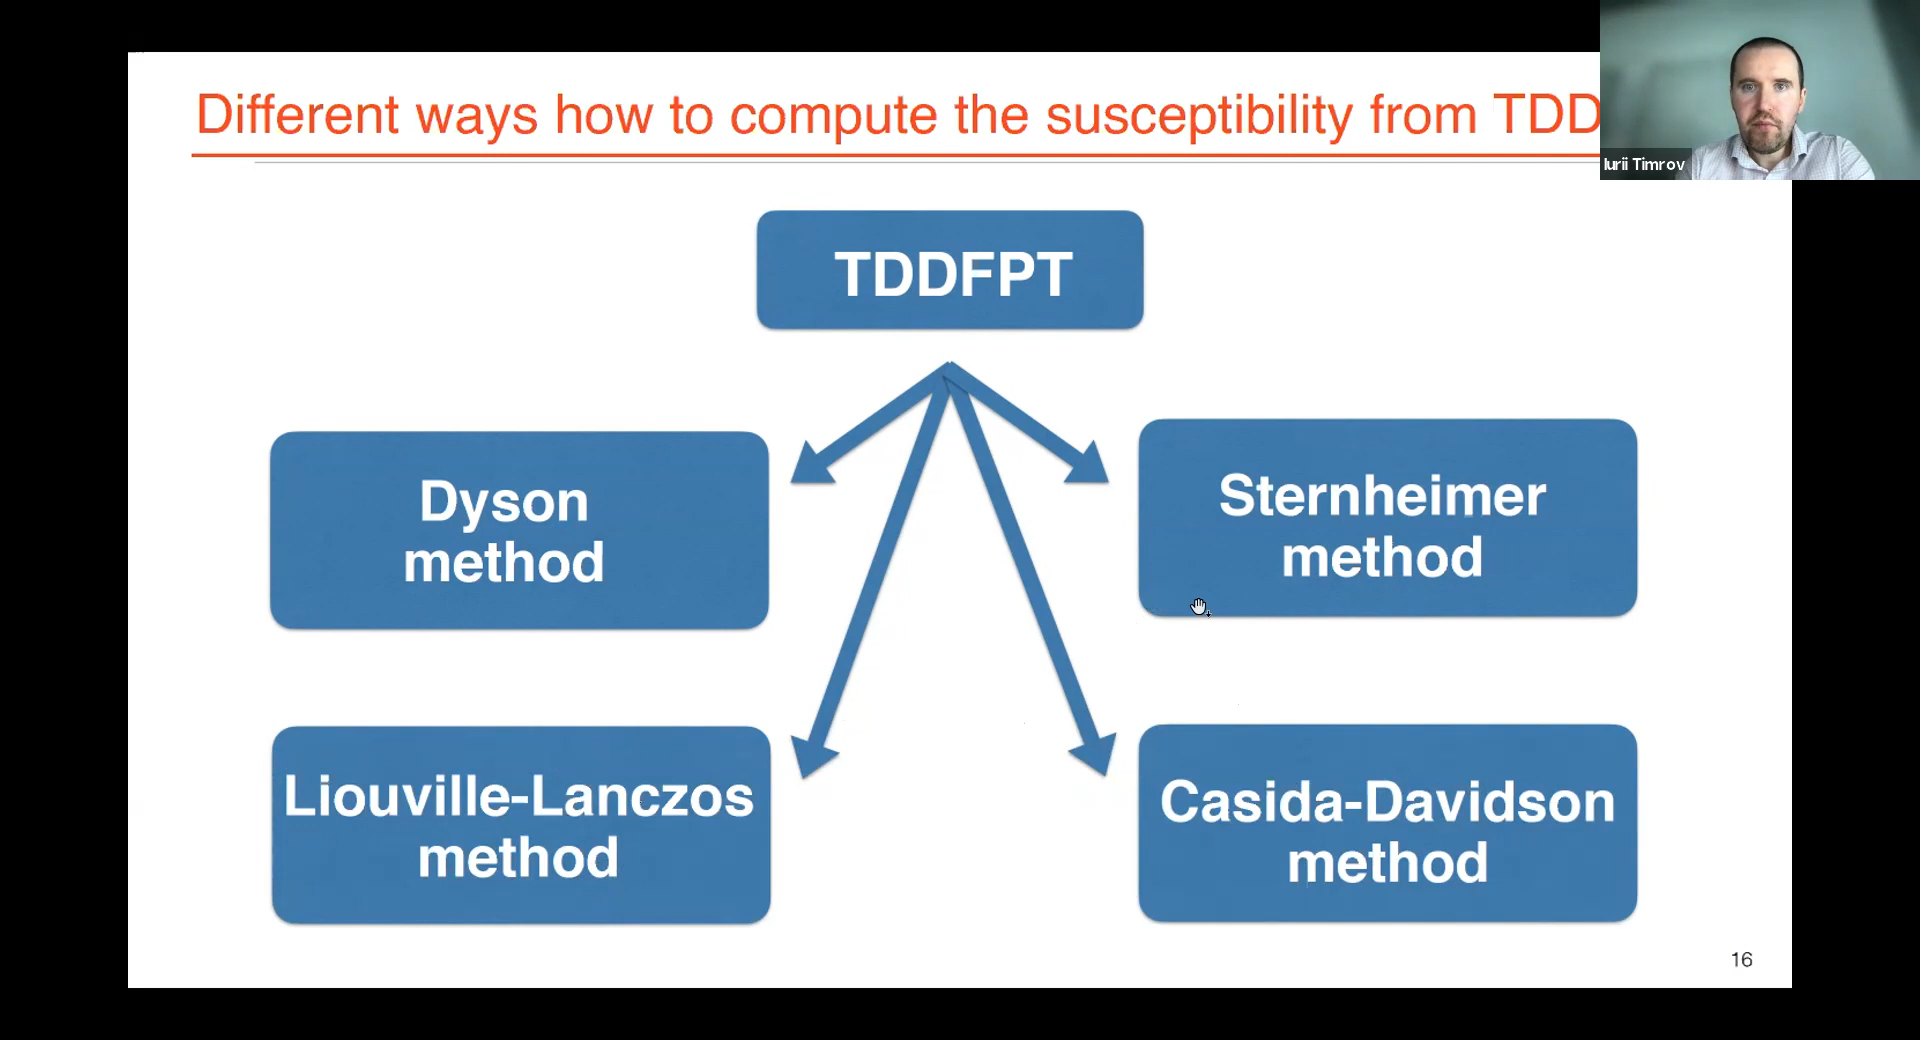 Different ways how to compute the susceptibility from TDD
Iurii Timrov
TDDFPT
Dyson
method
Sternheimer
method
Liouville-Lanczos
method
Casida-Davidson
method
16